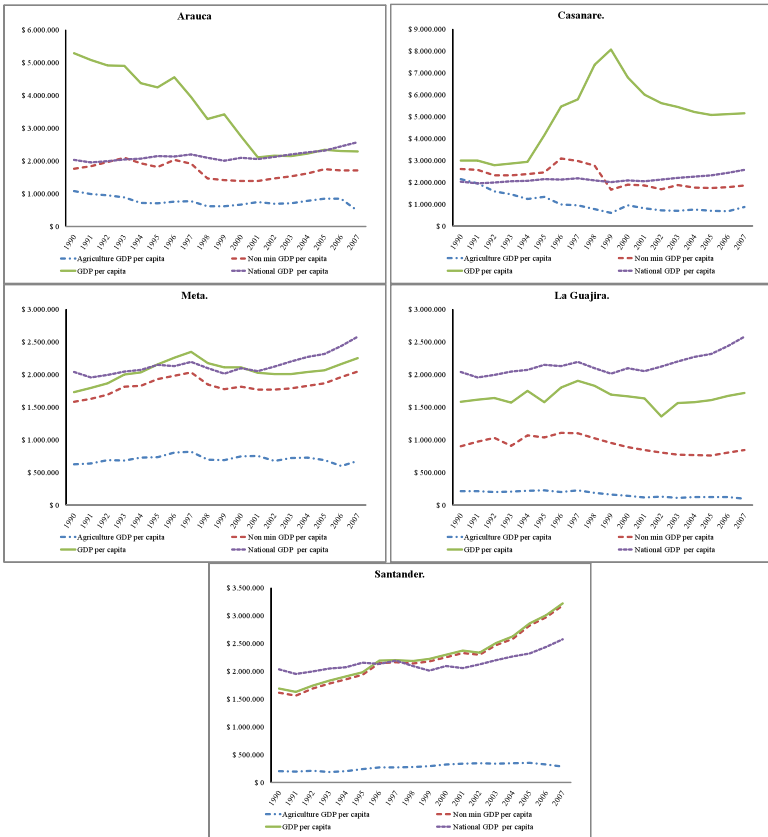 Arauca
$ 6.000.000
$ 5.000.000
$ 4.000.000
$ 3.000.000
$ 2.000.000
$ 1.000.000
$ 0
1990 1991 1992 1993 1994 1995 1996 1997 1998 1999 2000 2001 2002 2003 2004 2005 2006 2007
Agriculture GDP per capita Non min GDP per capita
GDP per capita National GDP per capita
Casanare.
$ 9.000.000
$ 8.000.000
$ 7.000.000
$ 6.000.000
$ 5.000.000
$ 4.000.000
$ 3.000.000
$ 2.000.000
$ 1.000.000
$ 0
1990 1991 1992 1993 1994 1995 1996 1997 1998 1999 2000 2001 2002 2003 2004 2005 2006 2007
Agriculture GDP per capita Non min GDP per capita
GDP per capita National GDP per capita
Meta.
$ 3.000.000
$ 2.500.000
$ 2.000.000
$ 1.500.000
$ 1.000.000
$ 500.000
$ 0
1990 1991 1992 1993 1994 1995 1996 1997 1998 1999 2000 2001 2002 2003 2004 2005 2006 2007
Agriculture GDP per capita Non min GDP per capita
GDP per capita National GDP per capita
La Guajira.
$ 3.000.000
$ 2.500.000
$ 2.000.000
$ 1.500.000
$ 1.000.000
$ 500.000
$ 0
1990 1991 1992 1993 1994 1995 1996 1997 1998 1999 2000 2001 2002 2003 2004 2005 2006 2007
Agriculture GDP per capita Non min GDP per capita
GDP per capita National GDP per capita
Santander.
$ 3.500.000
$ 3.000.000
$ 2.500.000
$ 2.000.000
$ 1.500.000
$ 1.000.000
$ 500.000
$ 0
1990 1991 1992 1993 1994 1995 1996 1997 1998 1999 2000 2001 2002 2003 2004 2005 2006 2007
Agriculture GDP per capita Non min GDP per capita
GDP per capita National GDP per capita